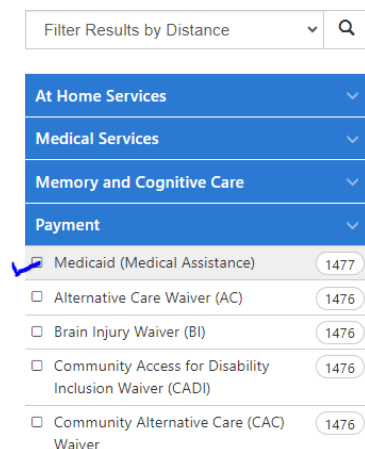 Filter Results by Distance
At Home Services
Medical Services
Memory and Cognitive Care
Payment
Medicaid (Medical Assistance) 1477
Alternative Care Waiver (AC) 1476
Brain Injury Waiver (BI) 1476
Community Access for Disability 1476
Inclusion Waiver (CADI)
Community Alternative Care (CAC) 1476
Waiver